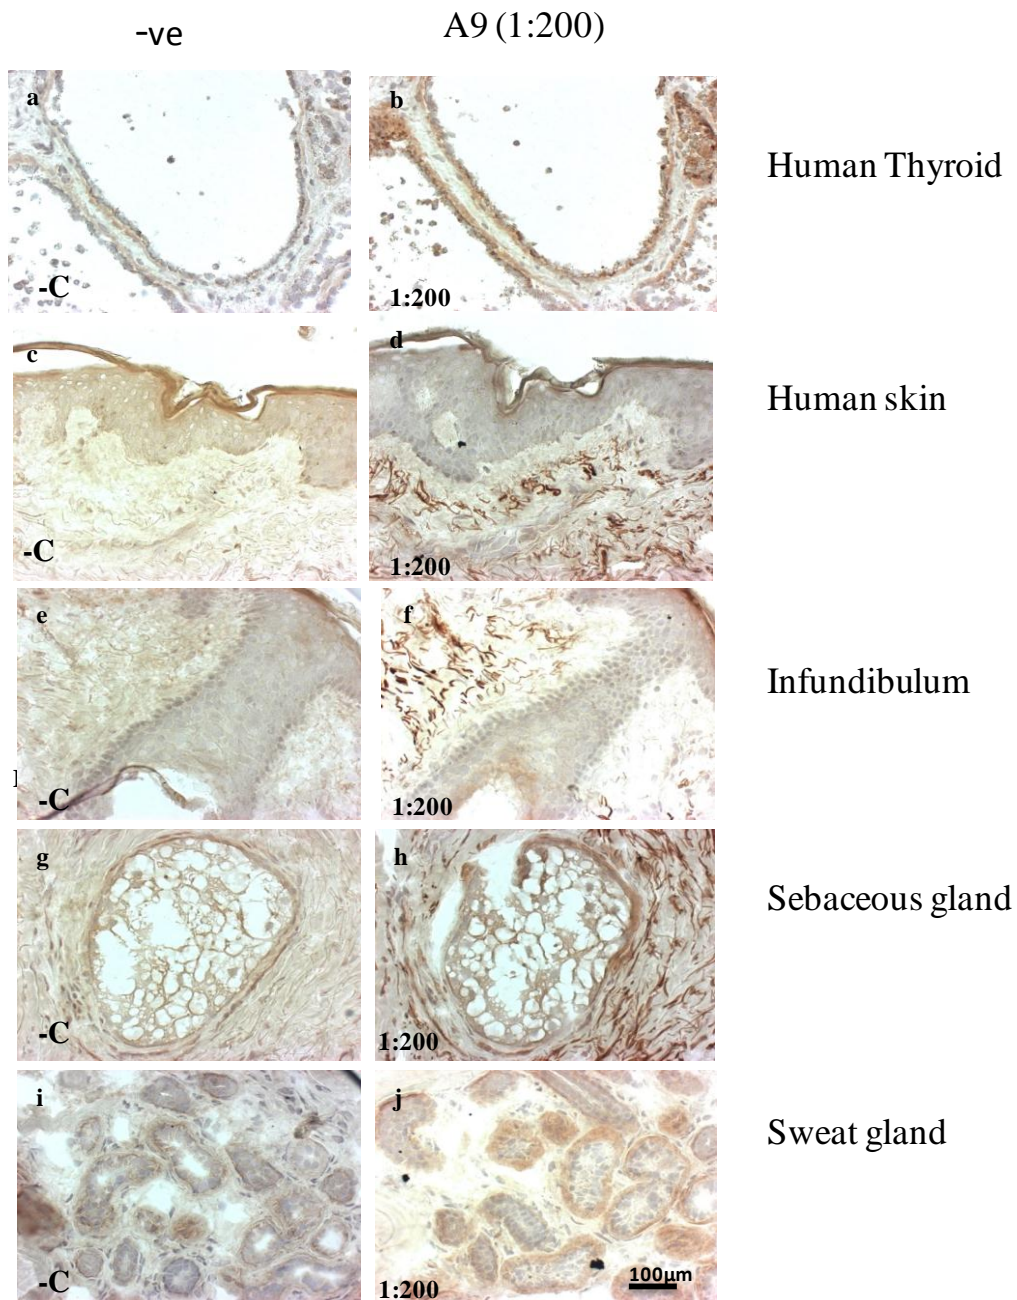 -ve A9 (1:200)
a b
Human Thyroid
-C 1:200
c d
Human skin
-C 1:200
e f
Infundibulum
-C 1:200
g h
Sebaceous gland
-C 1:200
i j
Sweat gland
100µm
-C 1:200